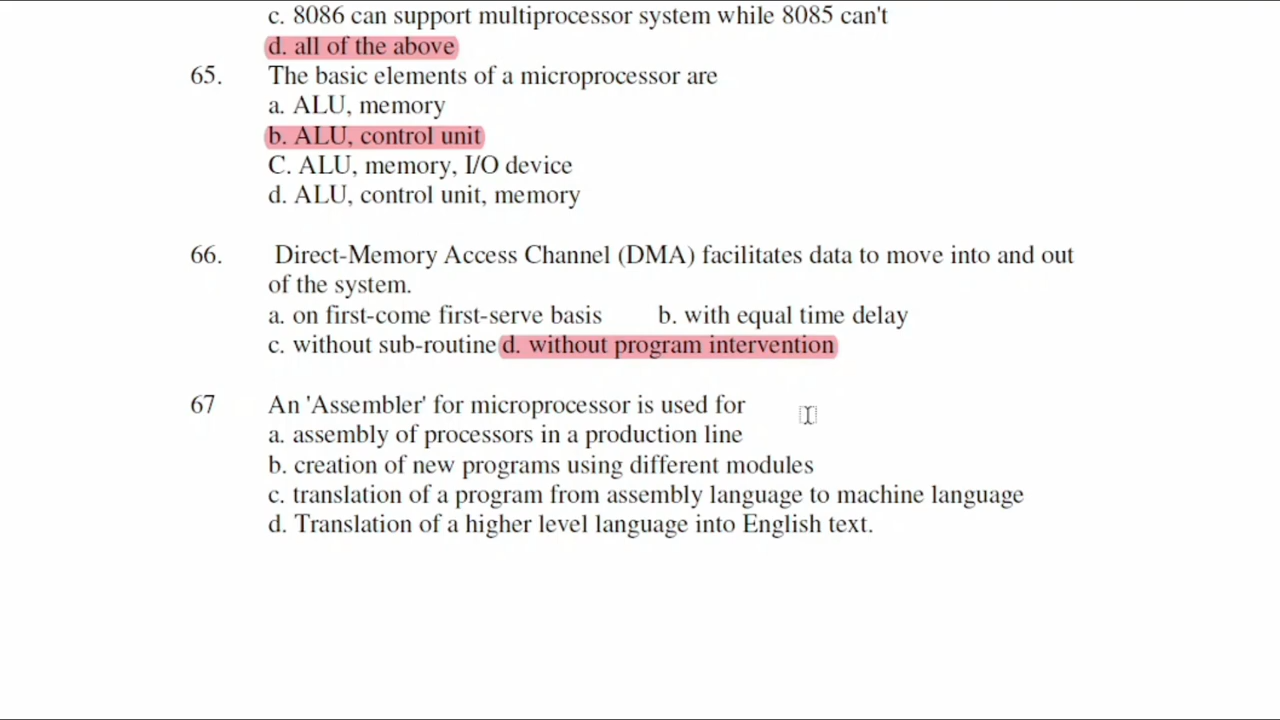 c. 8086 can support multiprocessor system while 8085 can't
d. all of the above
65. The basic elements of a microprocessor are
a. ALU, memory
b. ALU, control unit
C. ALU, memory, I/O device
d. ALU, control unit, memory
66. Direct-Memory Access Channel (DMA) facilitates data to move into and out
of the system.
a. on first-come first-serve basis b. with equal time delay
c. without sub-routine d. without program intervention
67 An 'Assembler' for microprocessor is used for
a. assembly of processors in a production line
b. creation of new programs using different modules
c. translation of a program from assembly language to machine language
d. Translation of a higher level language into English text.